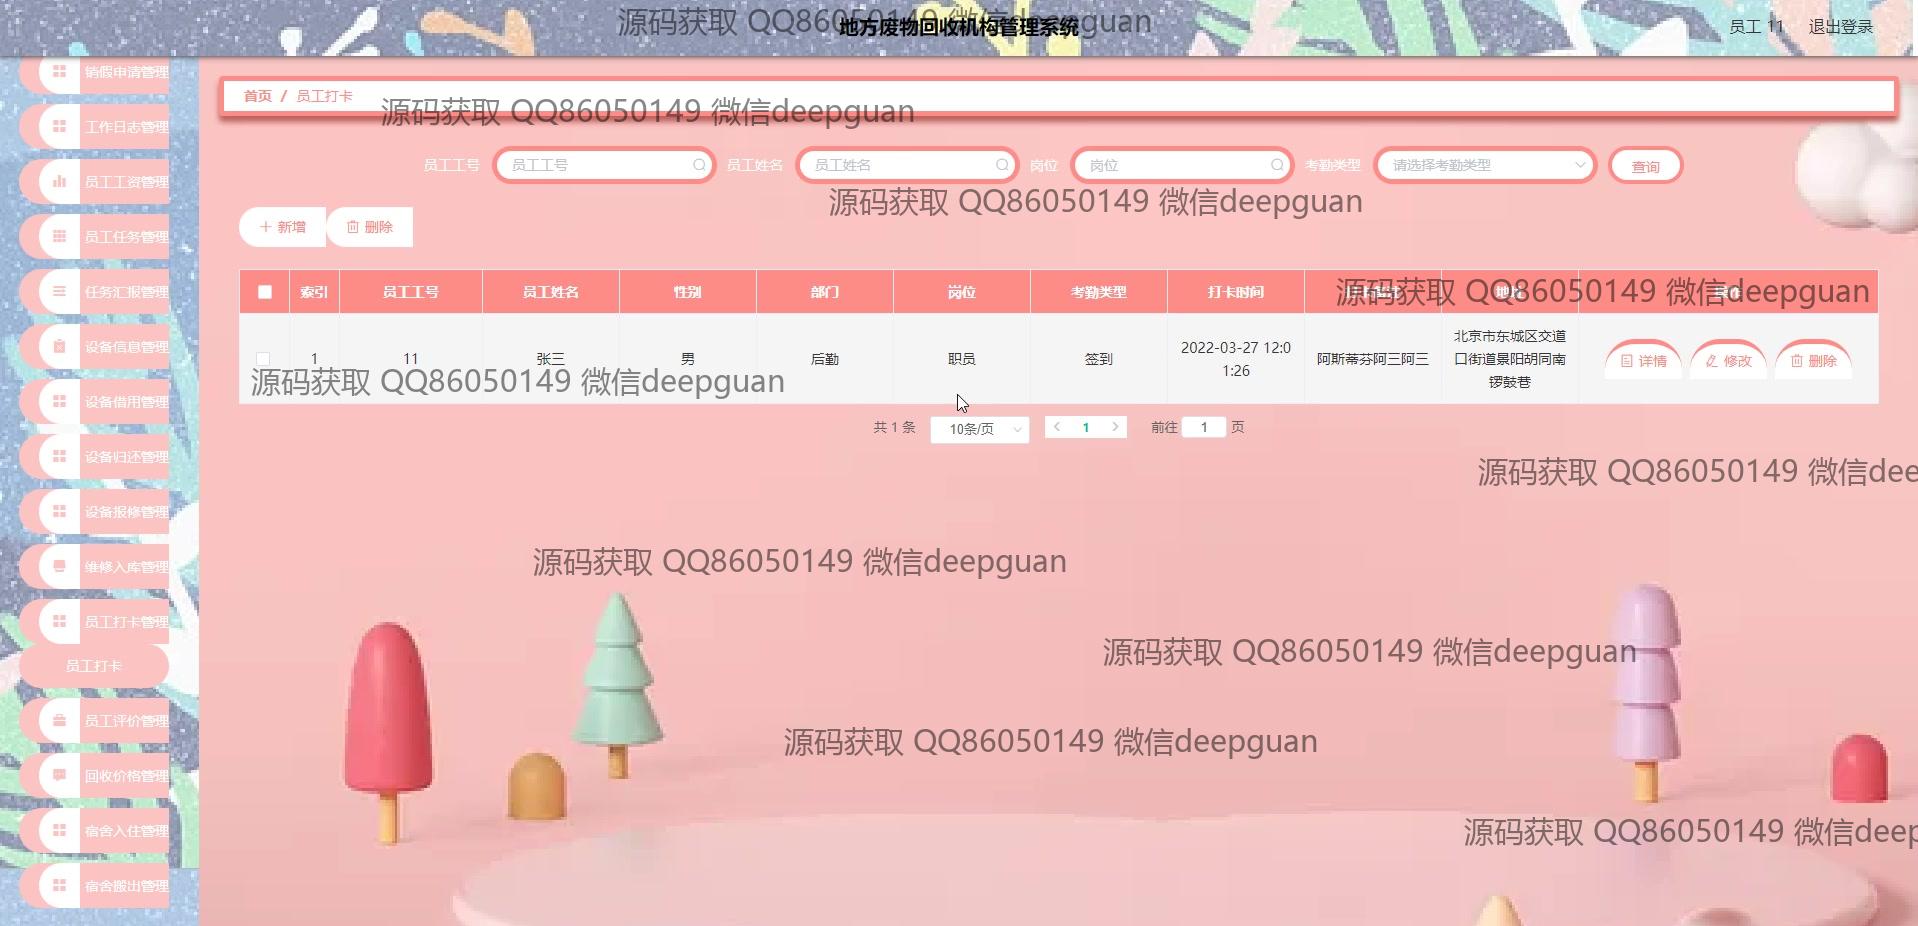 源码获取 QQ86050149 微信deepguan
地方废物回收机构管理系统
员工 11
退出登录
销假申请管理
工作日志管理
员工工资管理
员工任务管理
任务汇报管理
设备信息管理
设备借用管理
设备归还管理
设备报修管理
维修入库管理
员工打卡管理
员工打卡
员工评价管理
回收价格管理
宿舍入住管理
宿舍搬出管理
首页 / 员工打卡
源码获取 QQ86050149 微信deepguan
员工工号 员工工号 员工姓名 员工姓名 岗位 岗位 考勤类型 请选择考勤类型 查询
源码获取 QQ86050149 微信deepguan
新增 删除
索引 员工工号 员工姓名 性别 部门 岗位 考勤类型 打卡时间
源码获取 QQ86050149 微信deepguan
1 11 张三 男 后勤 职员 签到 2022-03-27 12:0
1:26 阿斯蒂芬阿三阿三 北京市东城区交道
口街道景阳胡同南
锣鼓巷 详情 修改 删除
源码获取 QQ86050149 微信deepguan
共 1 条 10条/页 1 前往 1 页
源码获取 QQ86050149 微信dee
源码获取 QQ86050149 微信deepguan
源码获取 QQ86050149 微信deepguan
源码获取 QQ86050149 微信deepguan
源码获取 QQ86050149 微信deep